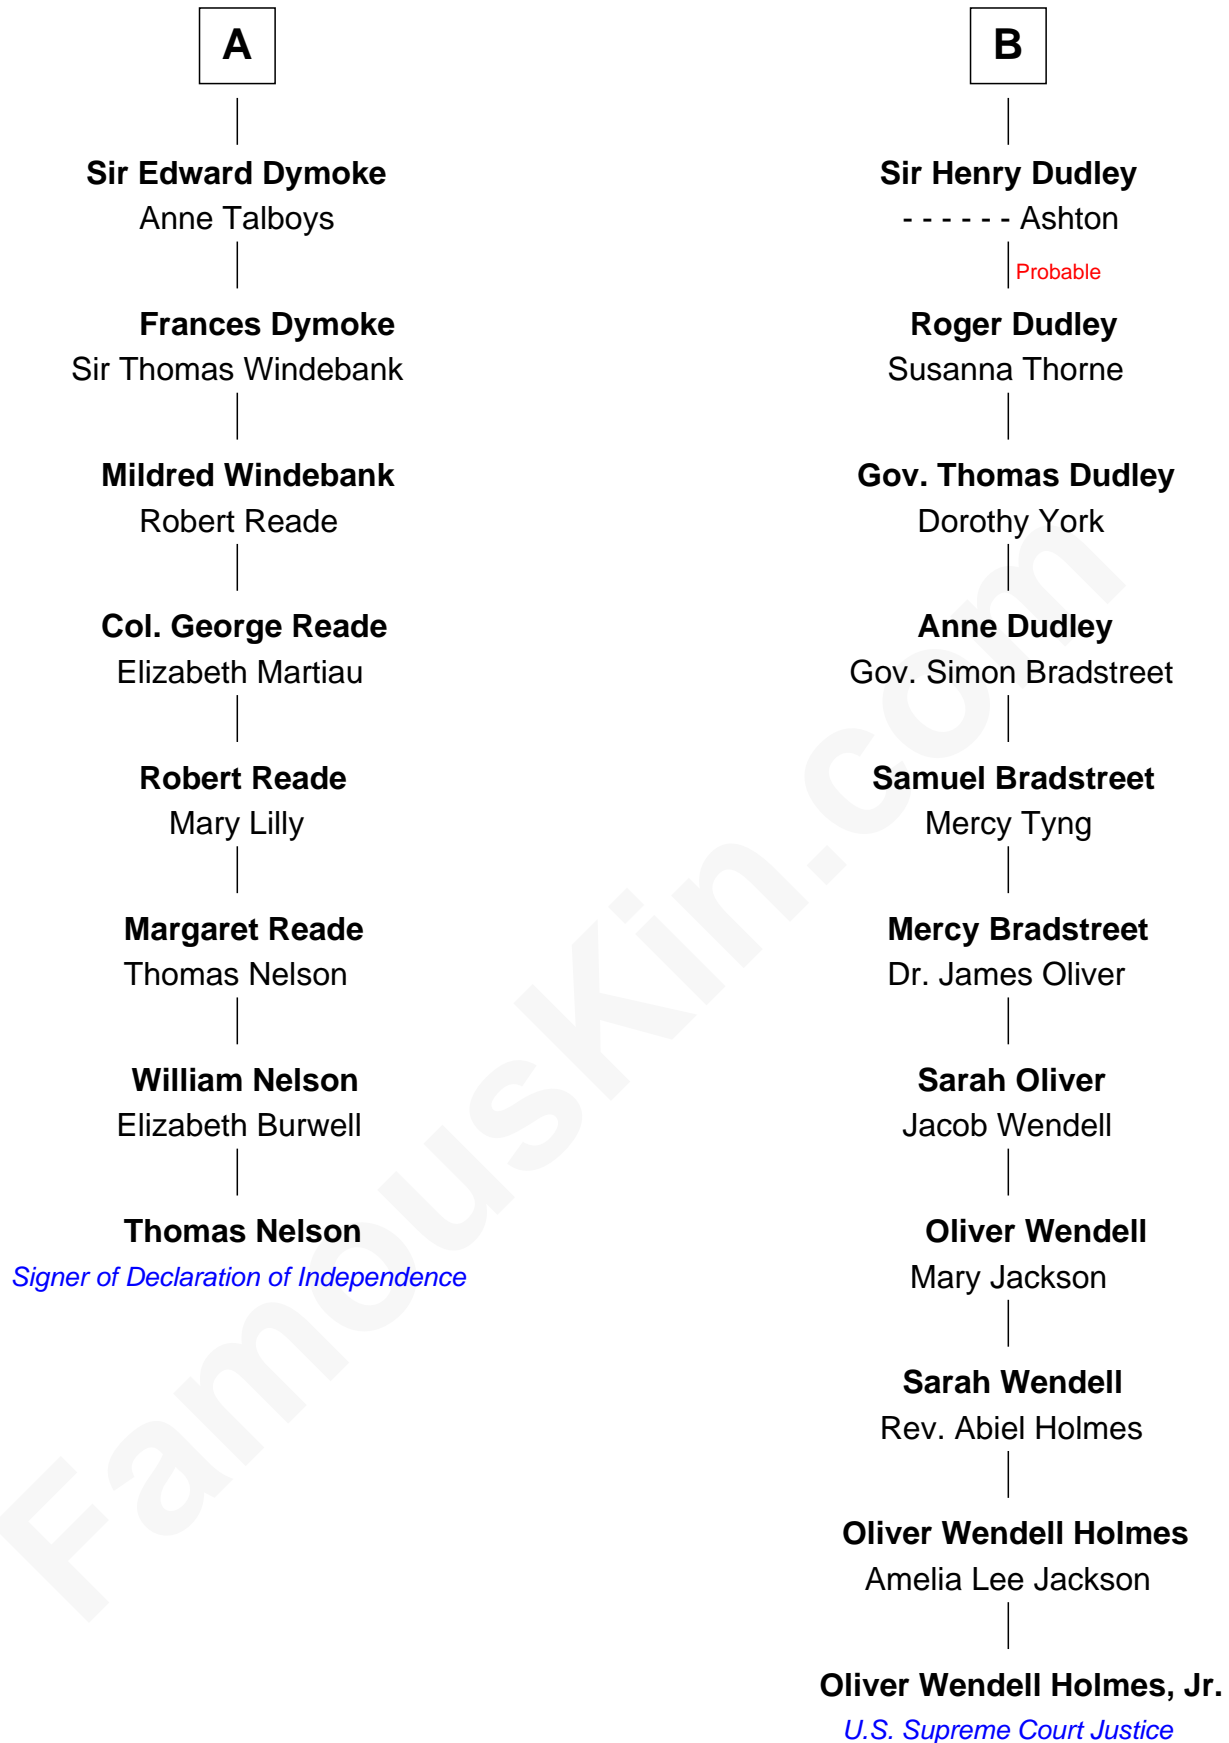 A
Sir Edward Dymoke
Anne Talboys
Frances Dymoke
Sir Thomas Windebank
Mildred Windebank
Robert Reade
Col. George Reade
Elizabeth Martiau
Robert Reade
Mary Lilly
Margaret Reade
Thomas Nelson
William Nelson
Elizabeth Burwell
Thomas Nelson
Signer of Declaration of Independence
B
Sir Henry Dudley
- - - - - - Ashton
Probable
Roger Dudley
Susanna Thorne
Gov. Thomas Dudley
Dorothy York
Anne Dudley
Gov. Simon Bradstreet
Samuel Bradstreet
Mercy Tyng
Mercy Bradstreet
Dr. James Oliver
Sarah Oliver
Jacob Wendell
Oliver Wendell
Mary Jackson
Sarah Wendell
Rev. Abiel Holmes
Oliver Wendell Holmes
Amelia Lee Jackson
Oliver Wendell Holmes, Jr.
U.S. Supreme Court Justice
FamousKin.com